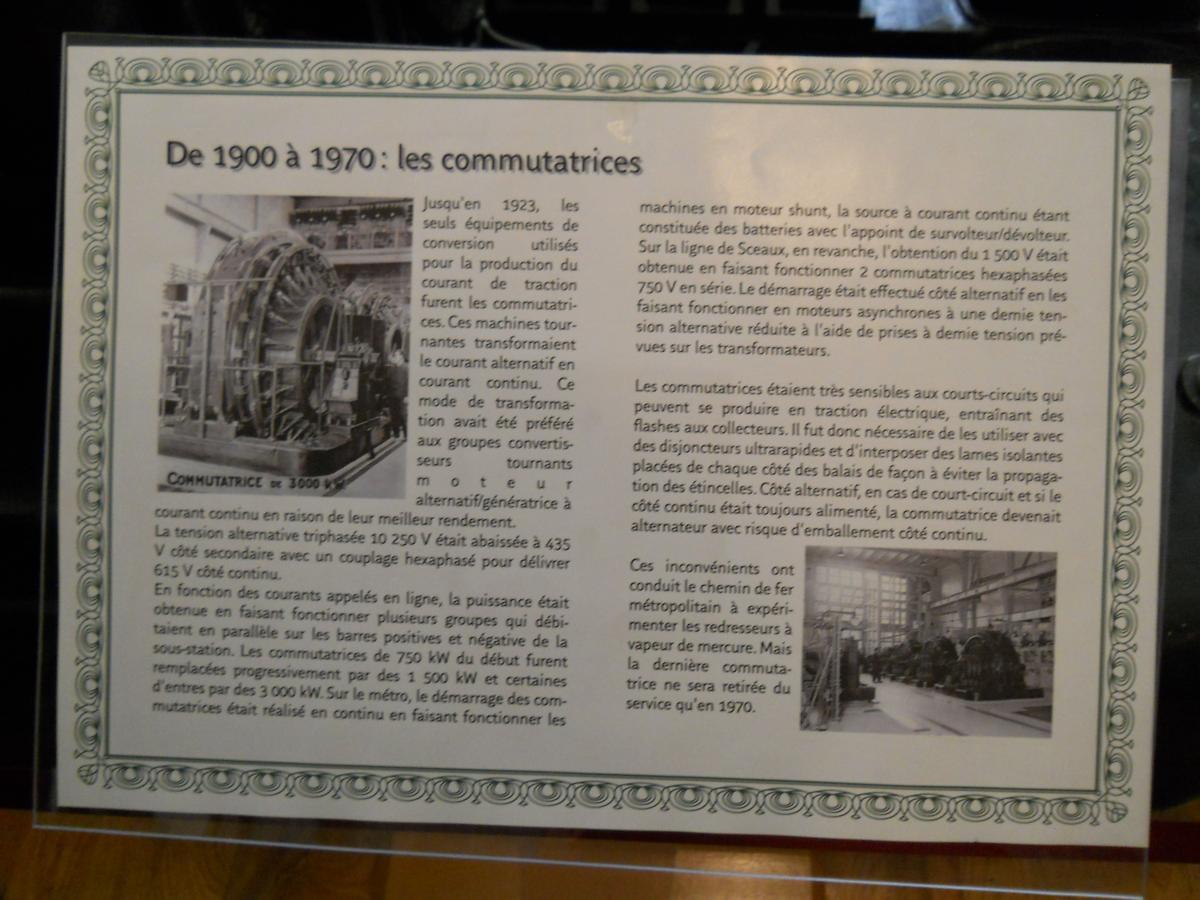 De 1900 à 1970 : les commutatrices
Jusqu'en 1923, les
seuls équipements de
conversion utilisés
pour la production du
courant de traction
furent les commutatri-
ces. Ces machines tour-
nantes transformaient
le courant alternatif en
courant continu. Ce
mode de transforma-
tion avait été préféré
aux groupes convertis-
seurs tournants
moteur
alternatif/génératrice à
COMMUTATRICE DE 3000 kW
courant continu en raison de leur meilleur rendement.
La tension alternative triphasée 10 250 V était abaissée à 435
V côté secondaire avec un couplage hexaphasé pour délivrer
615 V côté continu.
En fonction des courants appelés en ligne, la puissance était
obtenue en faisant fonctionner plusieurs groupes qui débi-
taient en parallèle sur les barres positives et négative de la
sous-station. Les commutatrices de 750 kW du début furent
remplacées progressivement par des 1 500 kW et certaines
d'entres par des 3 000 kW. Sur le métro, le démarrage des com-
mutatrices était réalisé en continu en faisant fonctionner les
machines en moteur shunt, la source à courant continu étant
constituée des batteries avec l'appoint de survolteur/dévolteur.
Sur la ligne de Sceaux, en revanche, l'obtention du 1 500 V était
obtenue en faisant fonctionner 2 commutatrices hexaphasées
750 V en série. Le démarrage était effectué côté alternatif en les
faisant fonctionner en moteurs asynchrones à une demie ten-
sion alternative réduite à l'aide de prises à demie tension pré-
vues sur les transformateurs.
Les commutatrices étaient très sensibles aux courts-circuits qui
peuvent se produire en traction électrique, entraînant des
flashes aux collecteurs. Il fut donc nécessaire de les utiliser avec
des disjoncteurs ultrarapides et d'interposer des lames isolantes
placées de chaque côté des balais de façon à éviter la propaga-
tion des étincelles. Côté alternatif, en cas de court-circuit et si le
côté continu était toujours alimenté, la commutatrice devenait
alternateur avec risque d'emballement côté continu.
Ces inconvénients ont
conduit le chemin de fer
métropolitain à expéri-
menter les redresseurs à
vapeur de mercure. Mais
la dernière commuta-
trice ne sera retirée du
service qu'en 1970.